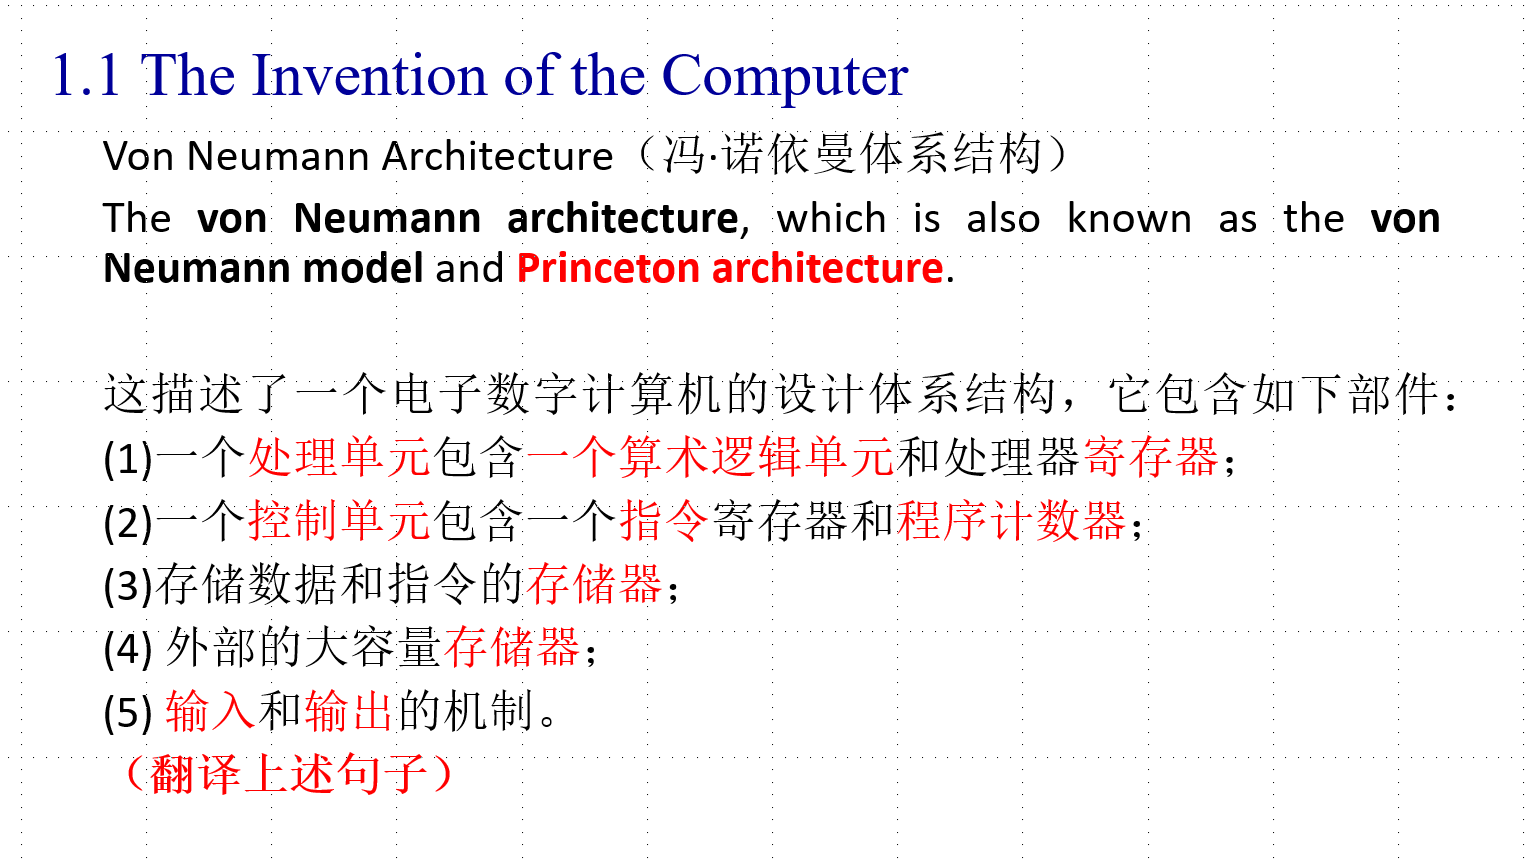 1.1 The Invention of the Computer
Von Neumann Architecture（冯·诺依曼体系结构）
The von Neumann architecture, which is also known as the von
Neumann model and Princeton architecture.
这描述了一个电子数字计算机的设计体系结构，它包含如下部件：
(1)一个处理单元包含一个算术逻辑单元和处理器寄存器；
(2)一个控制单元包含一个指令寄存器和程序计数器；
(3)存储数据和指令的存储器；
(4) 外部的大容量存储器；
(5) 输入和输出的机制。
（翻译上述句子）